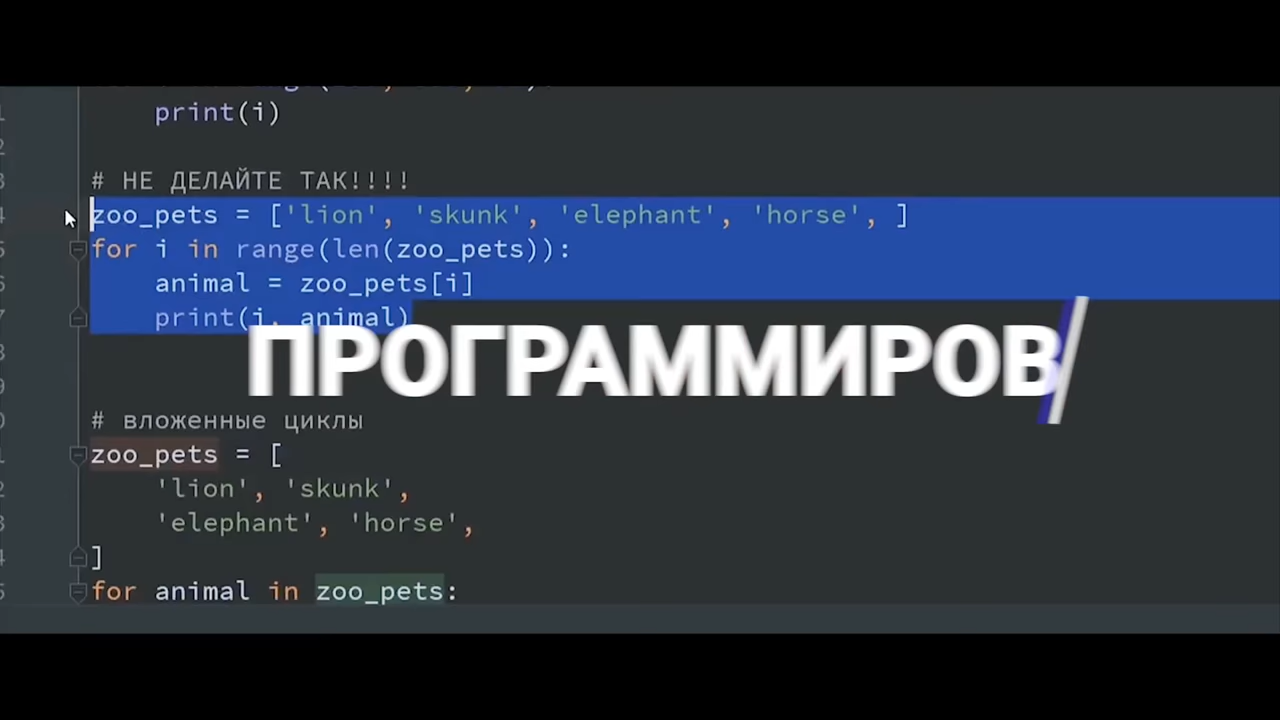 print(i)
# НЕ ДЕЛАЙТЕ ТАК!!!!
zoo_pets = ['lion', 'skunk', 'elephant', 'horse', ]
for i in range(len(zoo_pets)):
animal = zoo_pets[i]
print(i, animal)
ПРОГРАММИРОВ
# вложенные циклы
zoo_pets = [
'lion', 'skunk',
'elephant', 'horse',
]
for animal in zoo_pets: